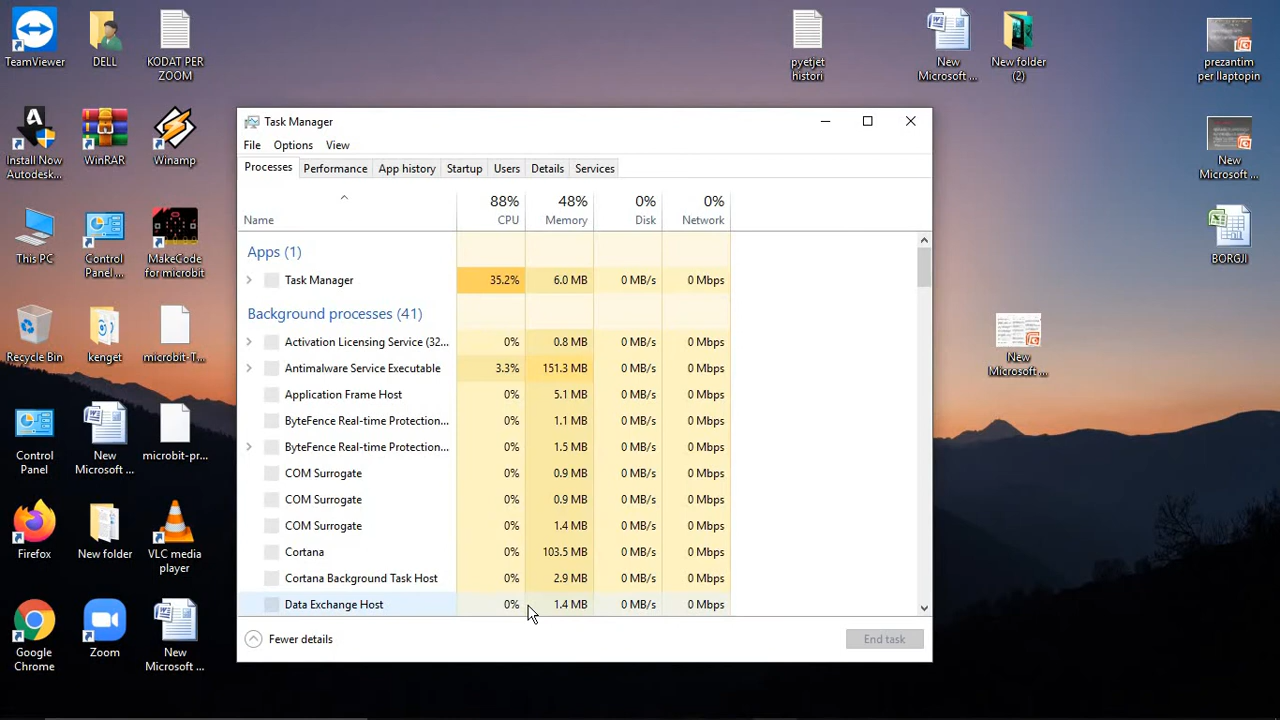 TeamViewer
DELL
KODAT PER
ZOOM
pyetjet
histori
New
Microsoft ...
New folder
(2)
prezantim
per llaptopin
Install Now
Autodesk...
WinRAR
Winamp
New
Microsoft ...
This PC
Control
Panel ...
MakeCode
for microbit
BORGJI
Recycle Bin
kenget
microbit-T...
New
Microsoft ...
Control
Panel
New
Microsoft ...
microbit-pr...
Firefox
New folder
VLC media
player
Google
Chrome
Zoom
New
Microsoft ...
Task Manager
File Options View
Processes Performance App history Startup Users Details Services
88% 48% 0% 0%
Name CPU Memory Disk Network
Apps (1)
Task Manager 35.2% 6.0 MB 0 MB/s 0 Mbps
Background processes (41)
Activation Licensing Service (32... 0% 0.8 MB 0 MB/s 0 Mbps
Antimalware Service Executable 3.3% 151.3 MB 0 MB/s 0 Mbps
Application Frame Host 0% 5.1 MB 0 MB/s 0 Mbps
ByteFence Real-time Protection... 0% 1.1 MB 0 MB/s 0 Mbps
ByteFence Real-time Protection... 0% 1.5 MB 0 MB/s 0 Mbps
COM Surrogate 0% 0.9 MB 0 MB/s 0 Mbps
COM Surrogate 0% 0.9 MB 0 MB/s 0 Mbps
COM Surrogate 0% 1.4 MB 0 MB/s 0 Mbps
Cortana 0% 103.5 MB 0 MB/s 0 Mbps
Cortana Background Task Host 0% 2.9 MB 0 MB/s 0 Mbps
Data Exchange Host 0% 1.4 MB 0 MB/s 0 Mbps
Fewer details
End task